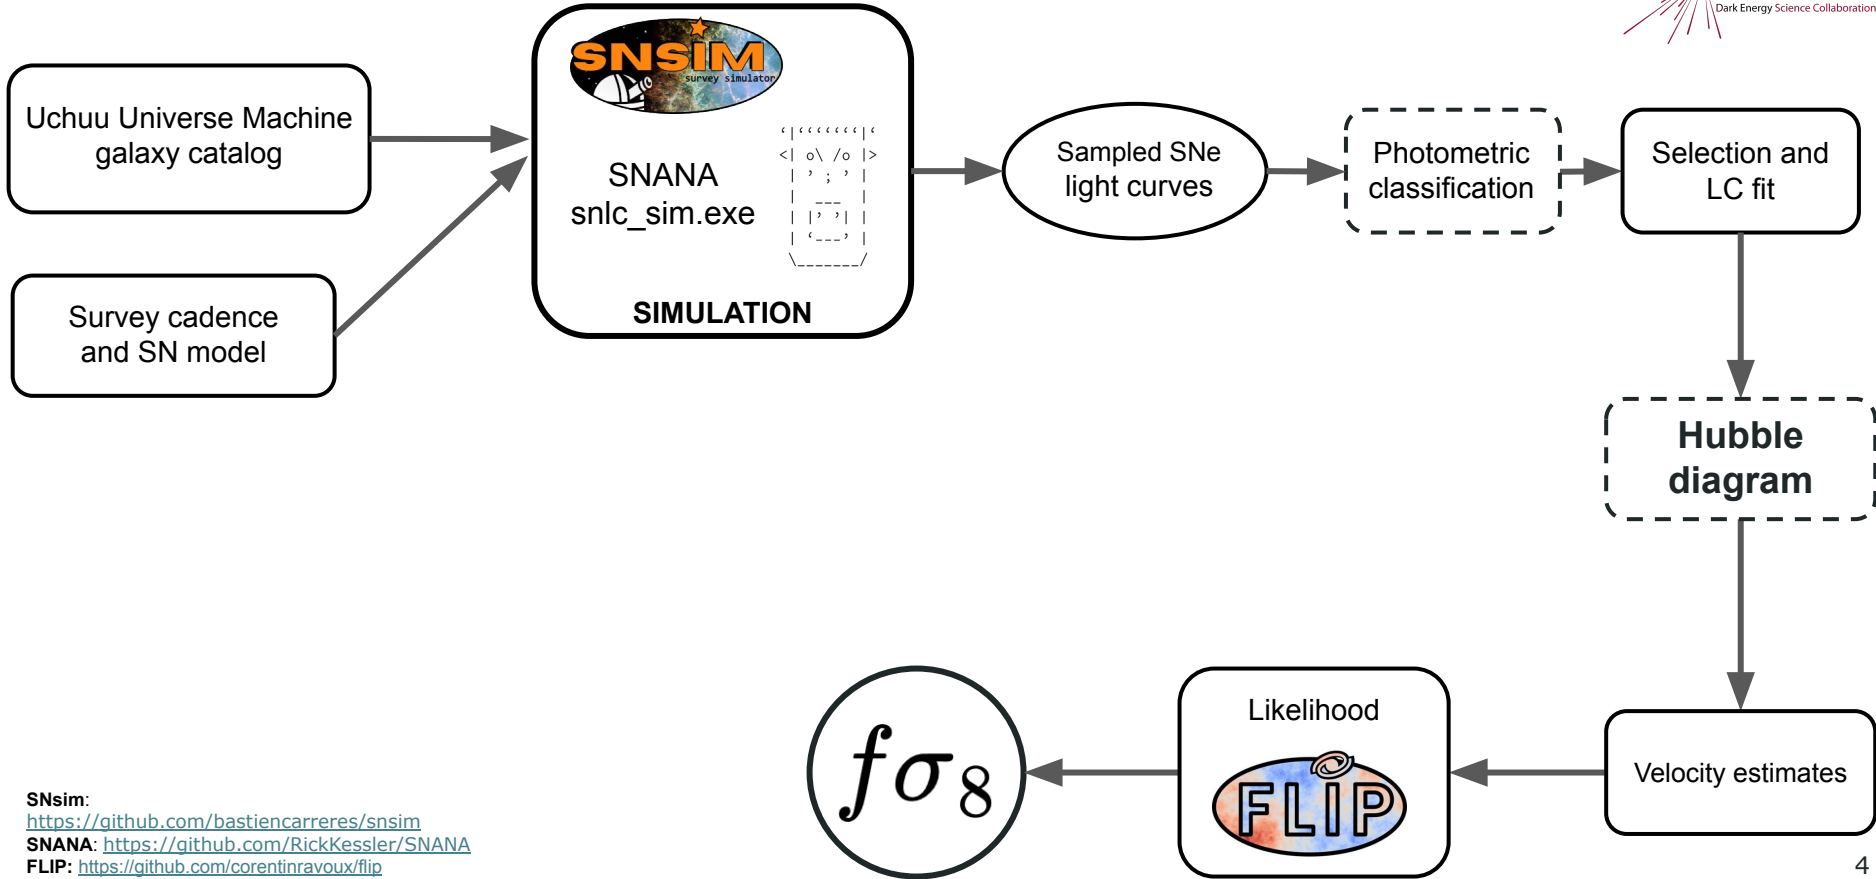 Dark Energy Science Collaboration
SNSIM
survey simulator
Uchuu Universe Machine
galaxy catalog
Survey cadence
and SN model
SNANA
snlc_sim.exe
‘|‘‘‘‘‘‘‘|‘
<| o\ /o |>
| ’ ; ’ |
| ___ |
| |’ ’| |
| ‘---’ |
\_______/
SIMULATION
Sampled SNe
light curves
Photometric
classification
Selection and
LC fit
Hubble
diagram
Velocity estimates
Likelihood
FLIP
fσ8
SNsim:
https://github.com/bastiencarreres/snsim
SNANA: https://github.com/RickKessler/SNANA
FLIP: https://github.com/corentinravoux/flip
4